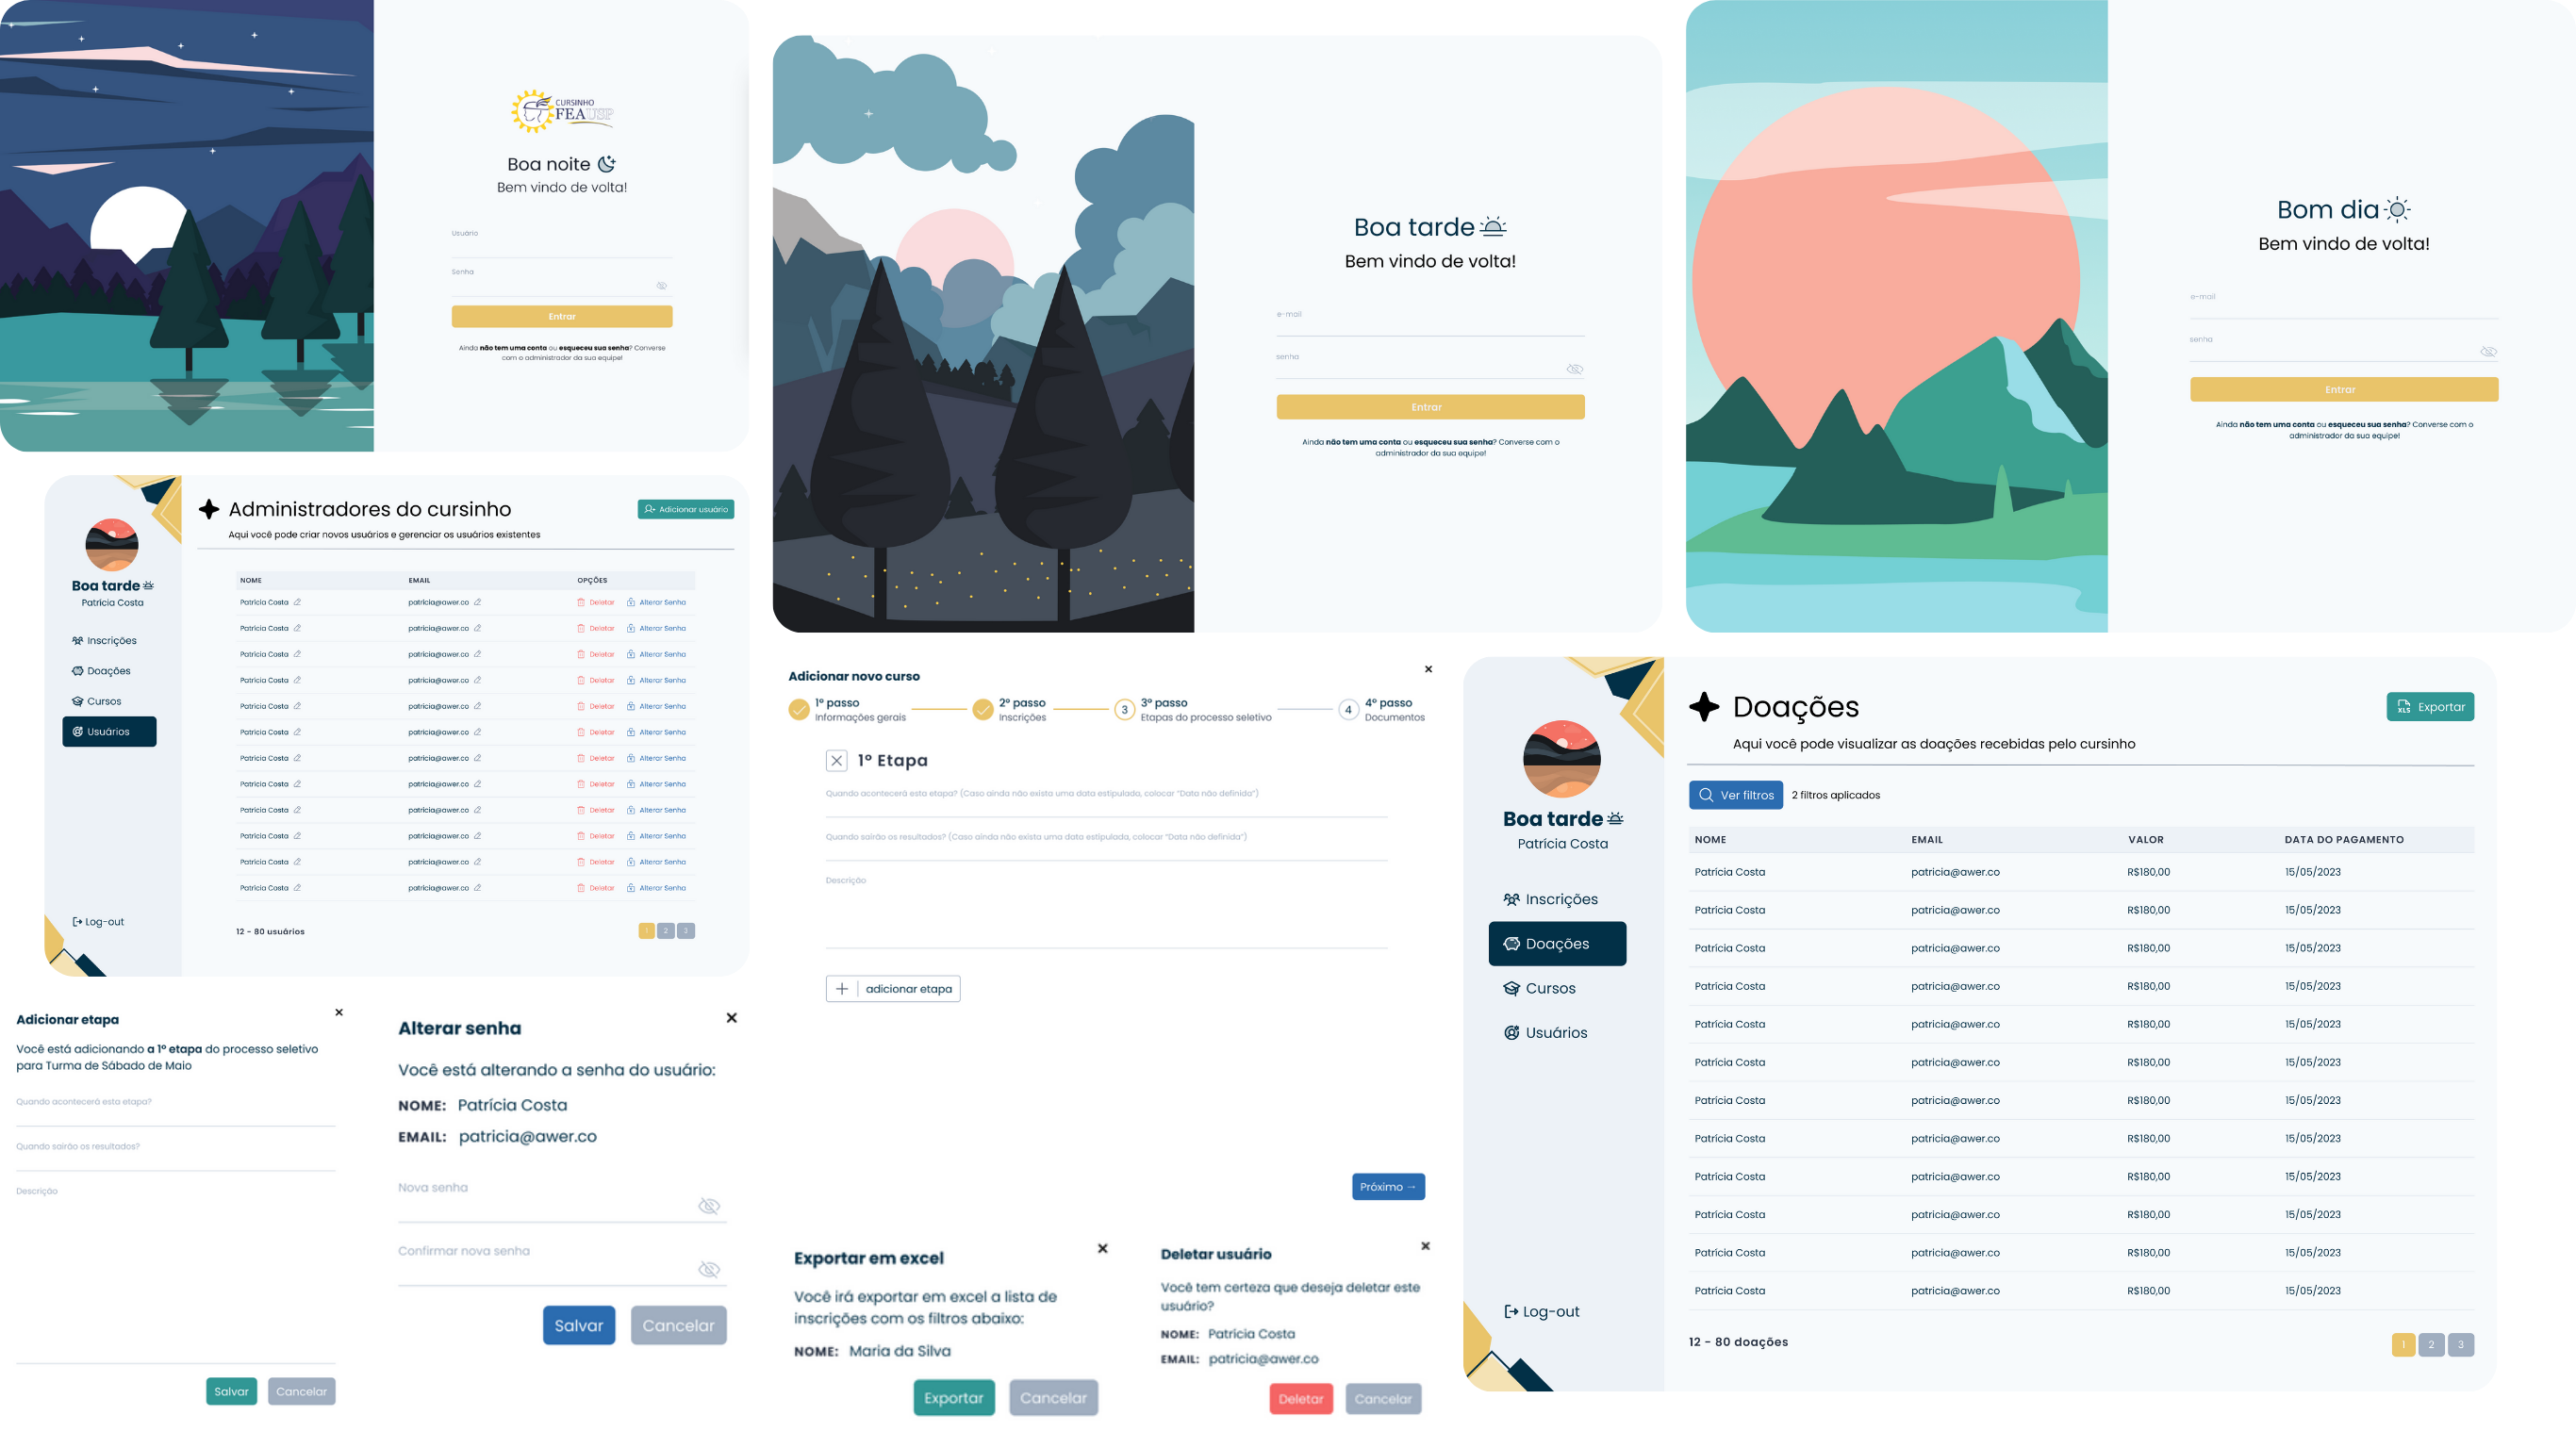 CURSINHO
FEAUSP
Boa noite
Bem vindo de volta!
Usuário
Senha
Entrar
Ainda não tem uma conta ou esqueceu sua senha? Converse
com o administrador da sua equipe!
Boa tarde
Bem vindo de volta!
e-mail
senha
Entrar
Ainda não tem uma conta ou esqueceu sua senha? Converse com o
administrador da sua equipe!
Bom dia
Bem vindo de volta!
e-mail
senha
Entrar
Ainda não tem uma conta ou esqueceu sua senha? Converse com o
administrador da sua equipe!
Boa tarde
Patrícia Costa
Inscrições
Doações
Cursos
Usuários
Log-out
Administradores do cursinho
Adicionar usuário
Aqui você pode criar novos usuários e gerenciar os usuários existentes
NOME EMAIL OPÇÕES
Patrícia Costa patricia@awer.co Deletar Alterar Senha
Patrícia Costa patricia@awer.co Deletar Alterar Senha
Patrícia Costa patricia@awer.co Deletar Alterar Senha
Patrícia Costa patricia@awer.co Deletar Alterar Senha
Patrícia Costa patricia@awer.co Deletar Alterar Senha
Patrícia Costa patricia@awer.co Deletar Alterar Senha
Patrícia Costa patricia@awer.co Deletar Alterar Senha
Patrícia Costa patricia@awer.co Deletar Alterar Senha
Patrícia Costa patricia@awer.co Deletar Alterar Senha
Patrícia Costa patricia@awer.co Deletar Alterar Senha
Patrícia Costa patricia@awer.co Deletar Alterar Senha
Patrícia Costa patricia@awer.co Deletar Alterar Senha
12 - 80 usuários 1 2 3
Adicionar novo curso
1º passo
Informações gerais
2º passo
Inscrições
3
3º passo
Etapas do processo seletivo
4
4º passo
Documentos
1º Etapa
Quando acontecerá esta etapa? (Caso ainda não exista uma data estipulada, colocar "Data não definida")
Quando sairão os resultados? (Caso ainda não exista uma data estipulada, colocar "Data não definida")
Descrição
adicionar etapa
Próximo →
Boa tarde
Patrícia Costa
Inscrições
Doações
Cursos
Usuários
Log-out
Doações
XLS Exportar
Aqui você pode visualizar as doações recebidas pelo cursinho
Ver filtros 2 filtros aplicados
NOME EMAIL VALOR DATA DO PAGAMENTO
Patrícia Costa patricia@awer.co R$180,00 15/05/2023
Patrícia Costa patricia@awer.co R$180,00 15/05/2023
Patrícia Costa patricia@awer.co R$180,00 15/05/2023
Patrícia Costa patricia@awer.co R$180,00 15/05/2023
Patrícia Costa patricia@awer.co R$180,00 15/05/2023
Patrícia Costa patricia@awer.co R$180,00 15/05/2023
Patrícia Costa patricia@awer.co R$180,00 15/05/2023
Patrícia Costa patricia@awer.co R$180,00 15/05/2023
Patrícia Costa patricia@awer.co R$180,00 15/05/2023
Patrícia Costa patricia@awer.co R$180,00 15/05/2023
Patrícia Costa patricia@awer.co R$180,00 15/05/2023
Patrícia Costa patricia@awer.co R$180,00 15/05/2023
12 - 80 doações 1 2 3
Adicionar etapa
Você está adicionando a 1º etapa do processo seletivo
para Turma de Sábado de Maio
Quando acontecerá esta etapa?
Quando sairão os resultados?
Descrição
Salvar Cancelar
Alterar senha
Você está alterando a senha do usuário:
NOME: Patrícia Costa
EMAIL: patricia@awer.co
Nova senha
Confirmar nova senha
Salvar Cancelar
Exportar em excel
Você irá exportar em excel a lista de
inscrições com os filtros abaixo:
NOME: Maria da Silva
Exportar Cancelar
Deletar usuário
Você tem certeza que deseja deletar este
usuário?
NOME: Patrícia Costa
EMAIL: patricia@awer.co
Deletar Cancelar